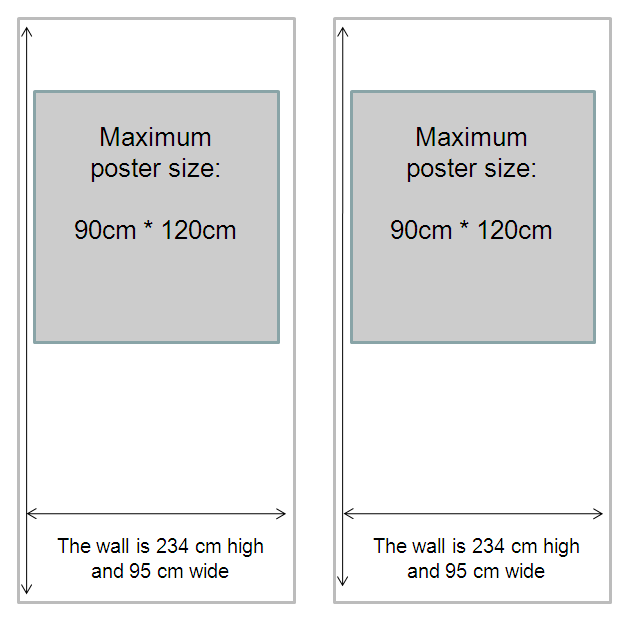 Maximum
poster size:
90cm * 120cm
The wall is 234 cm high
and 95 cm wide
Maximum
poster size:
90cm * 120cm
The wall is 234 cm high
and 95 cm wide